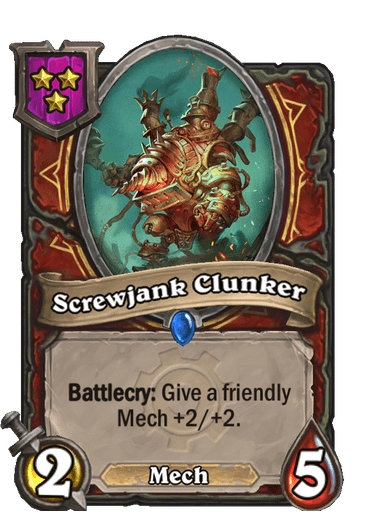 Screwjank Clunker
Battlecry: Give a friendly
Mech +2/+2.
2
Mech
5